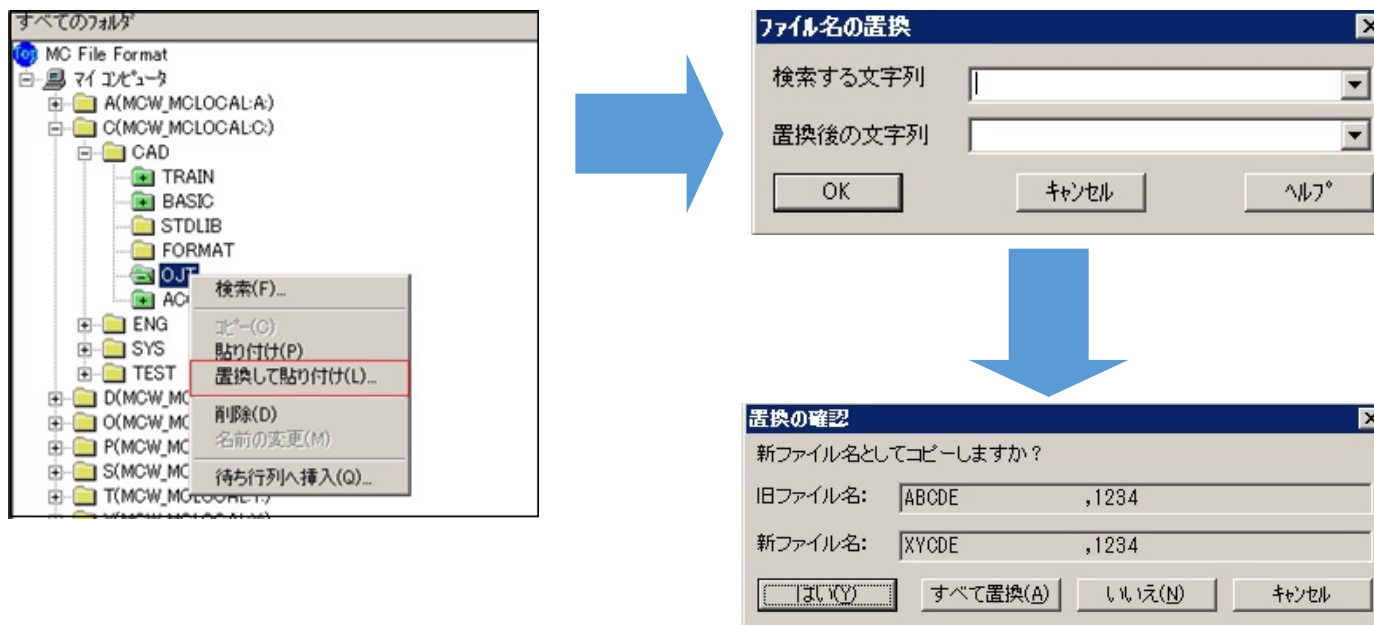 すべてのフォルダ
MC File Format
マイ コンピュータ
A(MCW_MCLOCAL:A:)
C(MCW_MCLOCAL:C:)
CAD
TRAIN
BASIC
STDLIB
FORMAT
OJT
ENG
SYS
TEST
D(MCW_MC
O(MCW_MC
P(MCW_MC
S(MCW_MC
検索(F)...
コピー(C)
貼り付け(P)
置換して貼り付け(L)...
削除(D)
名前の変更(M)
待ち行列へ挿入(Q)...
ファイル名の置換
検索する文字列
置換後の文字列
OK キャンセル ヘルプ
置換の確認
新ファイル名としてコピーしますか?
旧ファイル名: ABCDE ,1234
新ファイル名: XYCDE ,1234
はい(Y) すべて置換(A) いいえ(N) キャンセル